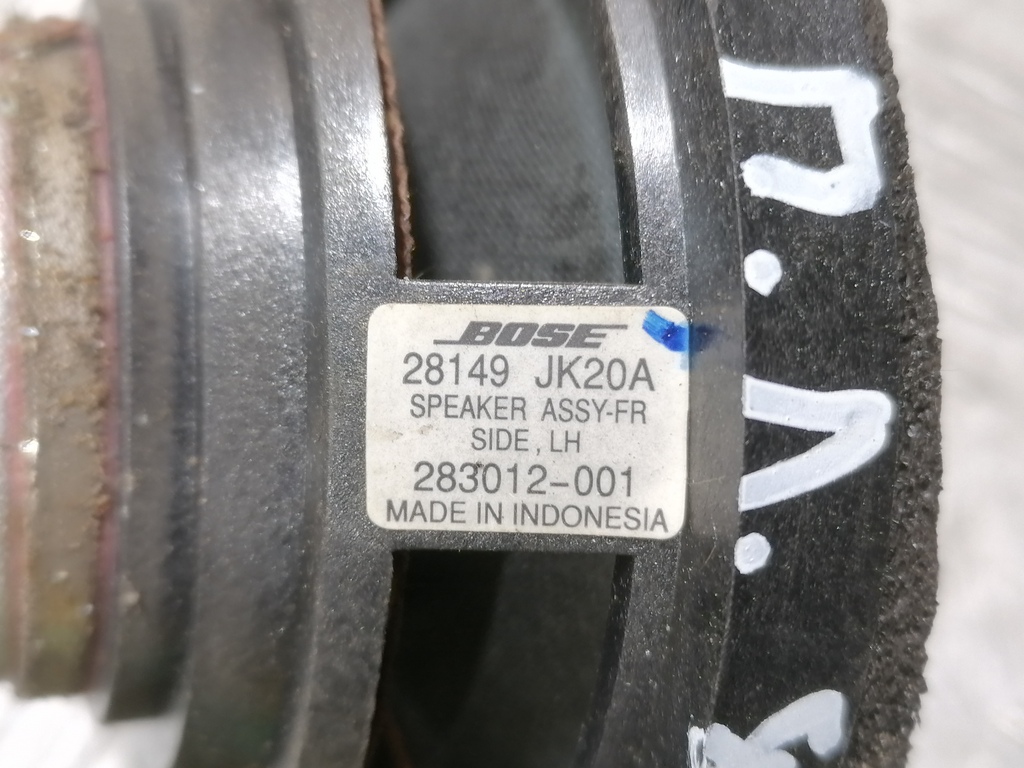 BOSE
28149 JK20A
SPEAKER ASSY-FR
SIDE, LH
283012-001
MADE IN INDONESIA
П.Л.